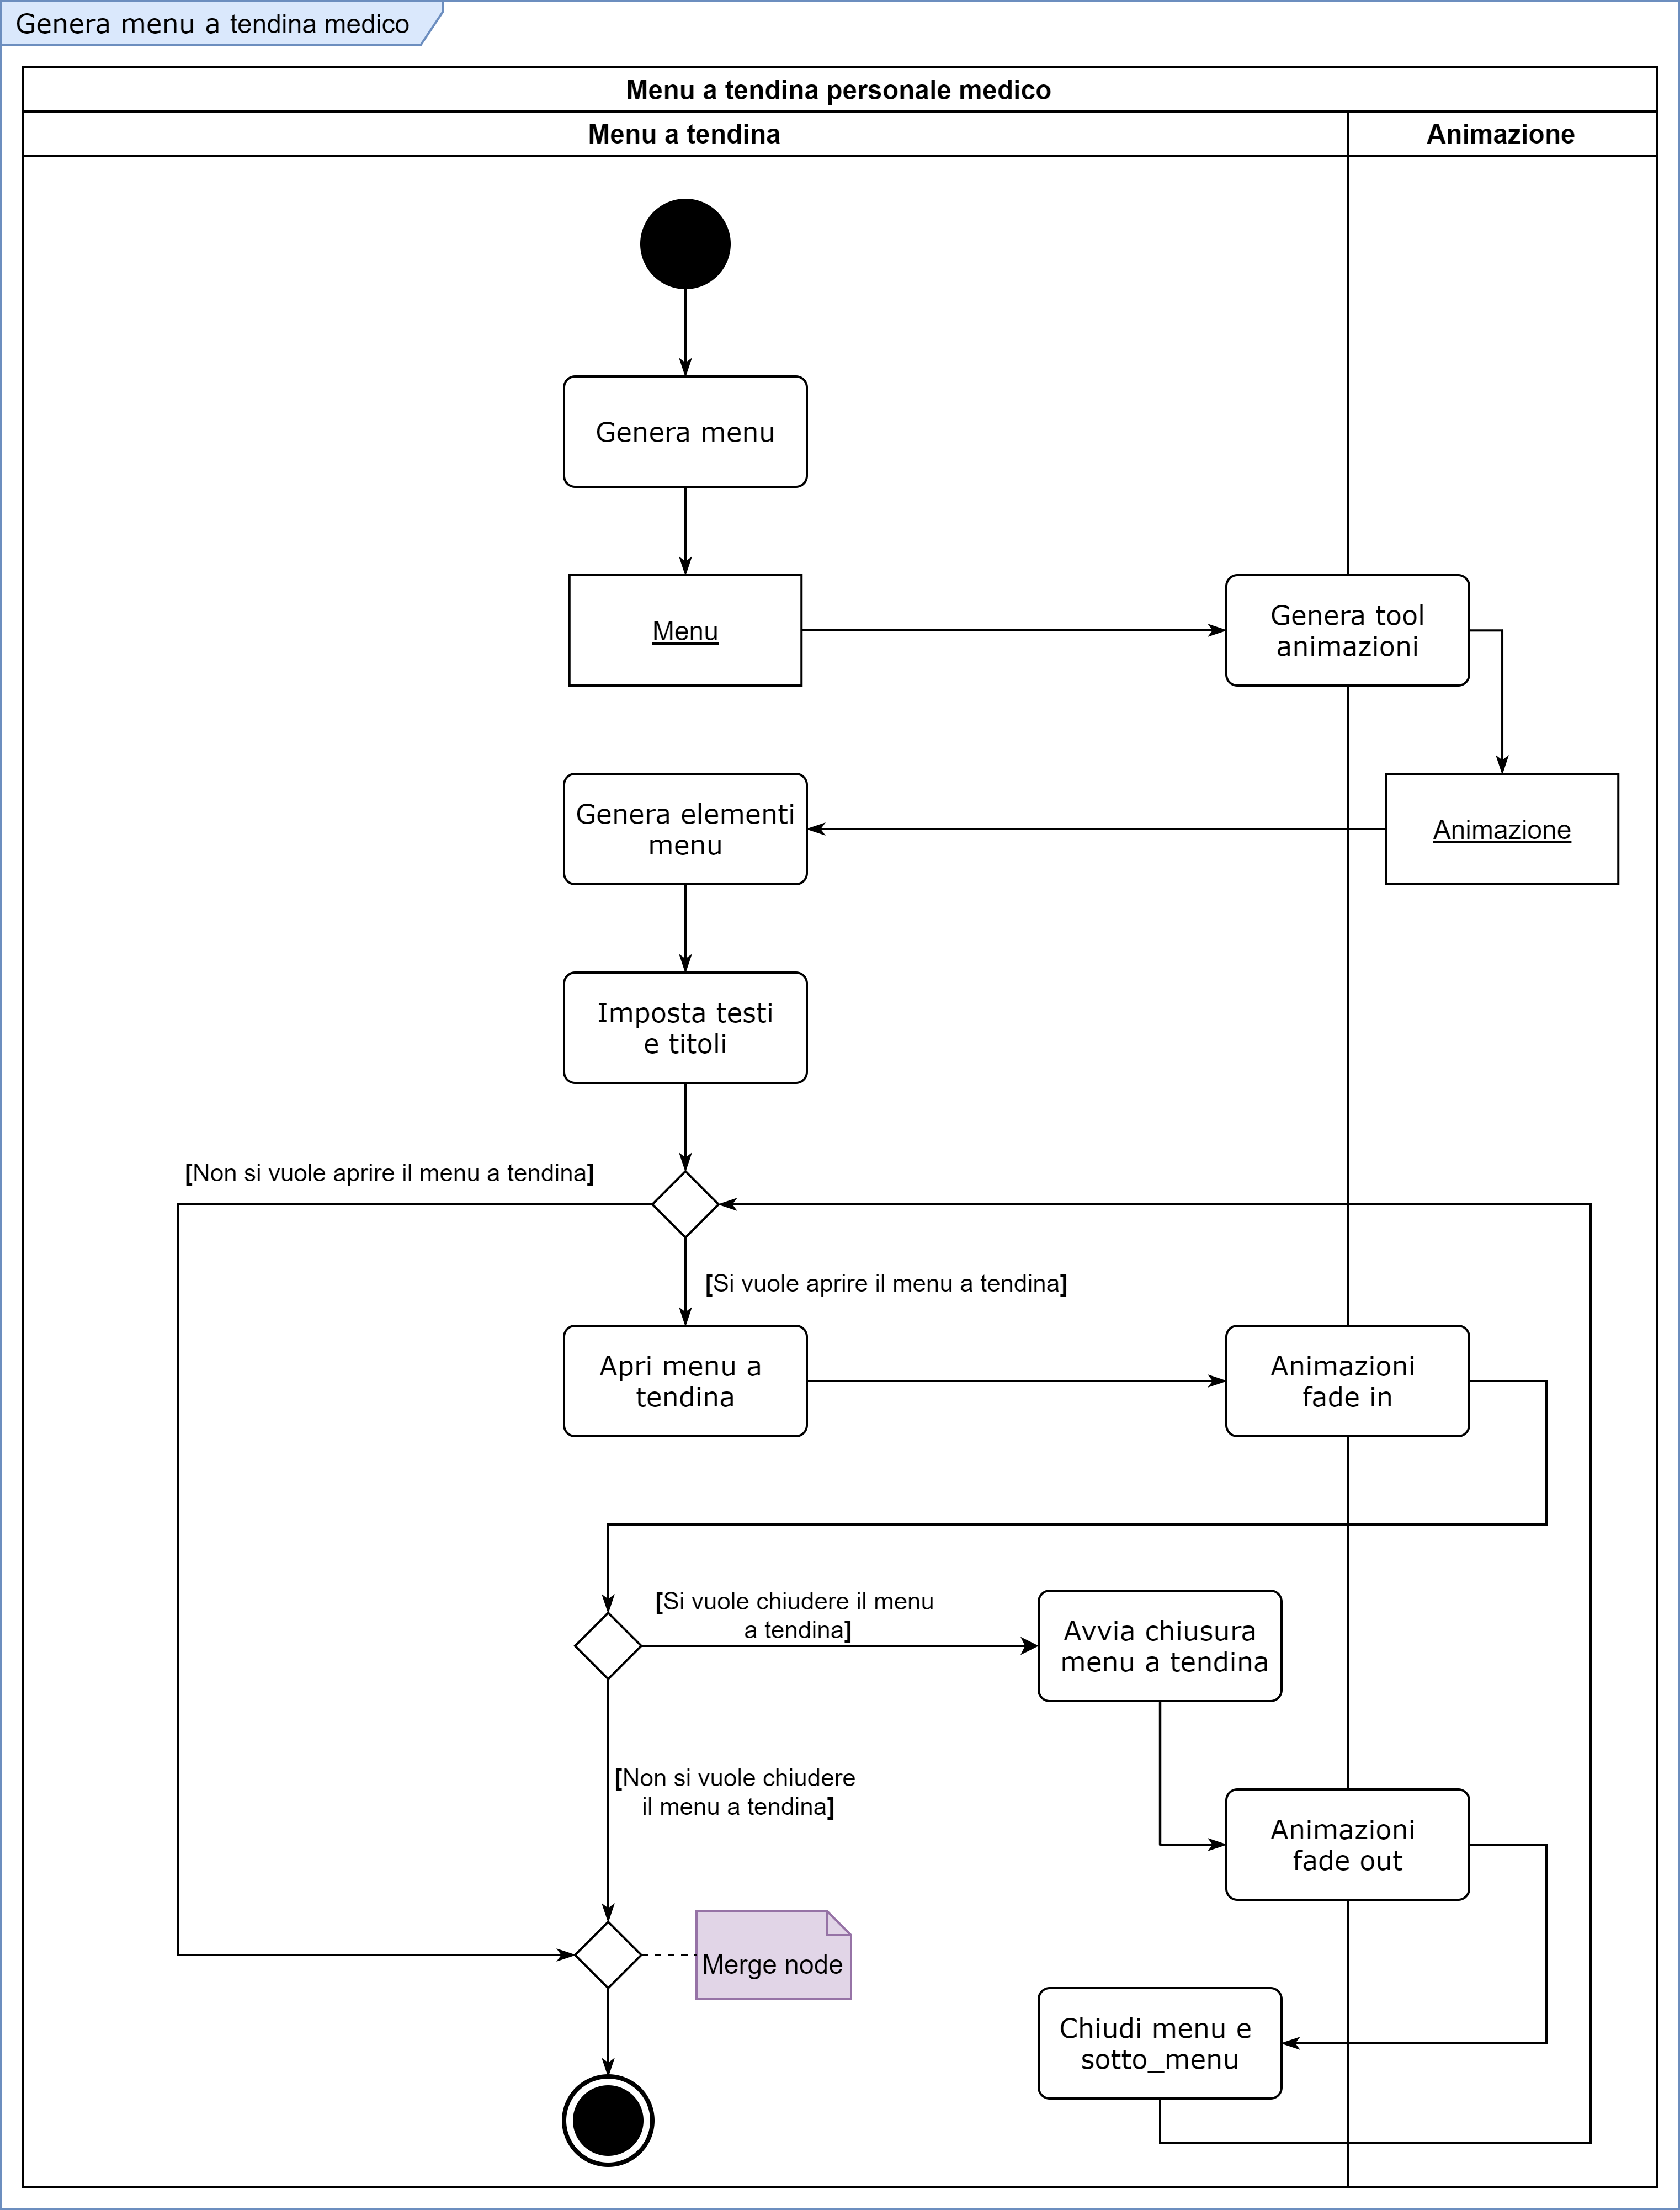 Genera menu a tendina medico
Menu a tendina personale medico
Menu a tendina
Animazione
Genera menu
Menu
Genera tool
animazioni
Genera elementi
menu
Animazione
Imposta testi
e titoli
[Non si vuole aprire il menu a tendina]
[Si vuole aprire il menu a tendina]
Apri menu a
tendina
Animazioni
fade in
[Si vuole chiudere il menu
a tendina]
Avvia chiusura
menu a tendina
[Non si vuole chiudere
il menu a tendina]
Animazioni
fade out
Merge node
Chiudi menu e
sotto_menu